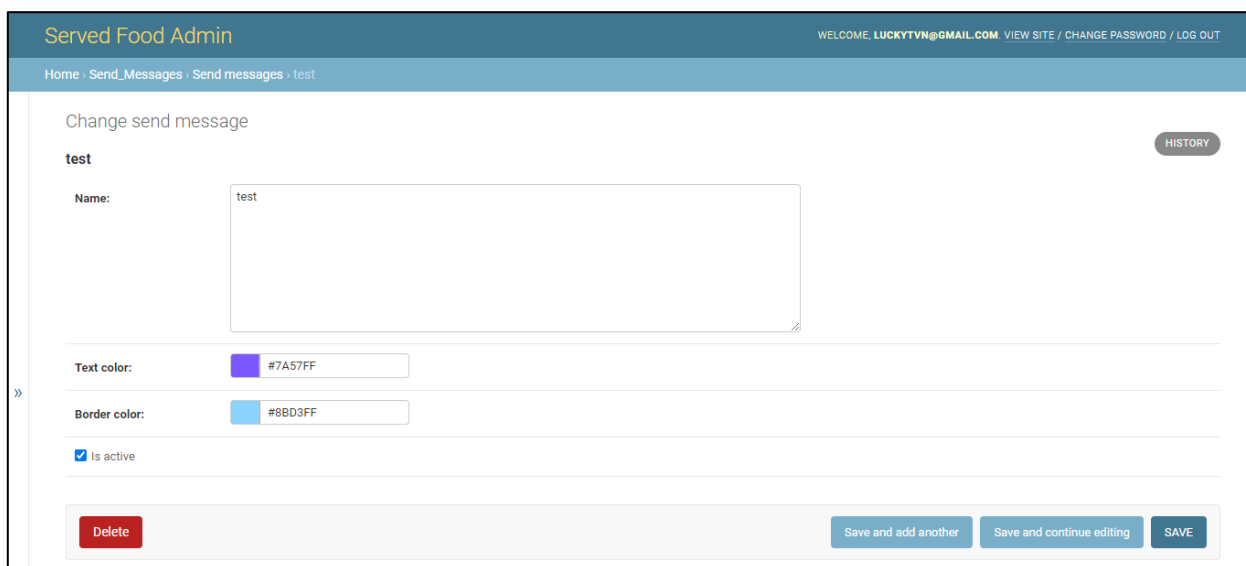 Served Food Admin
WELCOME, LUCKYTVN@GMAIL.COM. VIEW SITE / CHANGE PASSWORD / LOG OUT
Home › Send_Messages › Send messages › test
Change send message
HISTORY
test
Name:
test
Text color:
#7A57FF
»
Border color:
#8BD3FF
Is active
Delete
Save and add another
Save and continue editing
SAVE